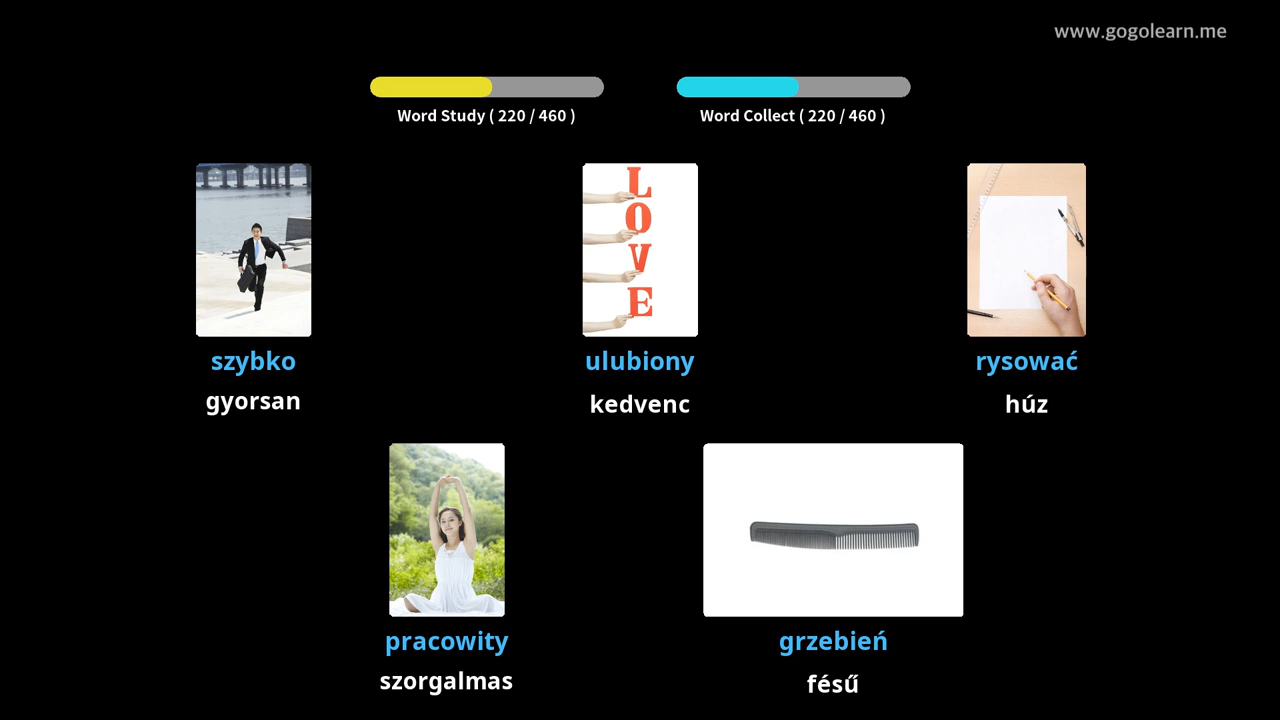 www.gogolearn.me
Word Study ( 220 / 460 )
Word Collect ( 220 / 460 )
L
O
V
E
szybko
gyorsan
ulubiony
kedvenc
rysować
húz
pracowity
szorgalmas
grzebień
fésű